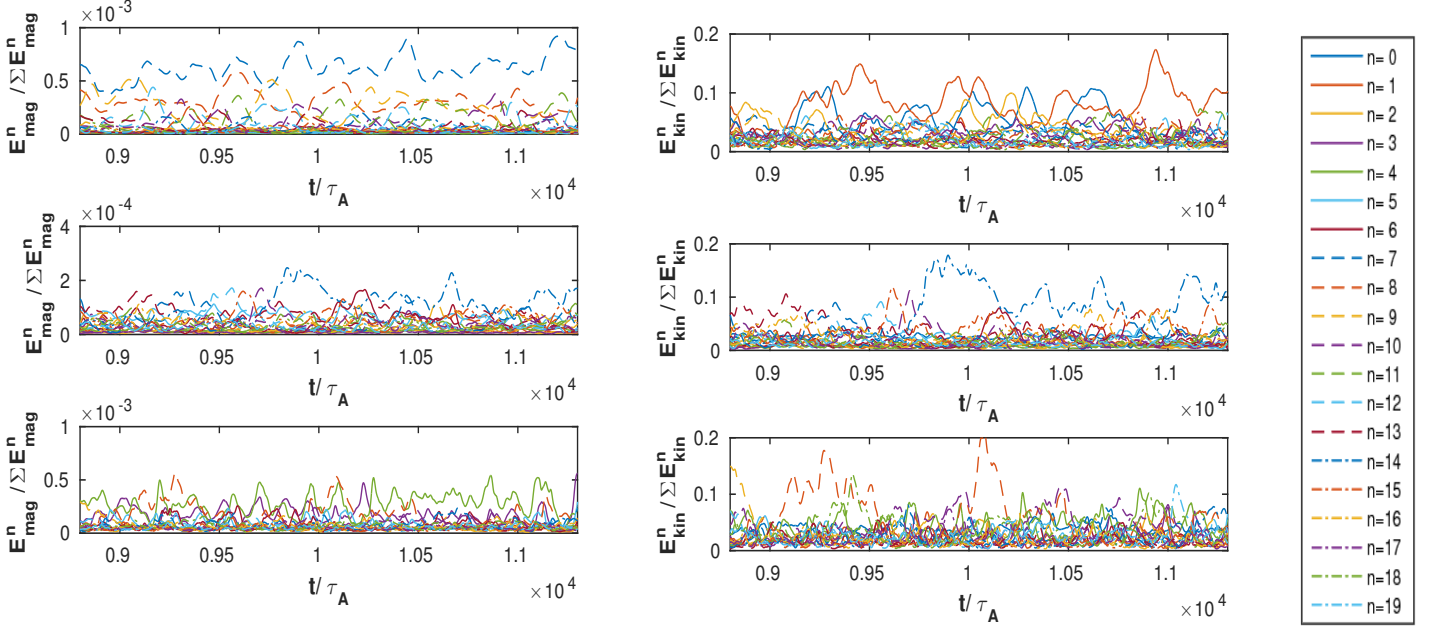 ×10⁻³
1
0.5
0
E^n_mag / Σ E^n_mag
0.9 0.95 1 1.05 1.1
t/ τ_A
×10⁴
0.2
0.1
0
E^n_kin / Σ E^n_kin
0.9 0.95 1 1.05 1.1
t/ τ_A
×10⁴
×10⁻⁴
4
2
0
E^n_mag / Σ E^n_mag
0.9 0.95 1 1.05 1.1
t/ τ_A
×10⁴
0.2
0.1
0
E^n_kin / Σ E^n_kin
0.9 0.95 1 1.05 1.1
t/ τ_A
×10⁴
×10⁻³
1
0.5
0
E^n_mag / Σ E^n_mag
0.9 0.95 1 1.05 1.1
t/ τ_A
×10⁴
0.2
0.1
0
E^n_kin / Σ E^n_kin
0.9 0.95 1 1.05 1.1
t/ τ_A
×10⁴
n= 0
n= 1
n= 2
n= 3
n= 4
n= 5
n= 6
n= 7
n= 8
n= 9
n=10
n=11
n=12
n=13
n=14
n=15
n=16
n=17
n=18
n=19